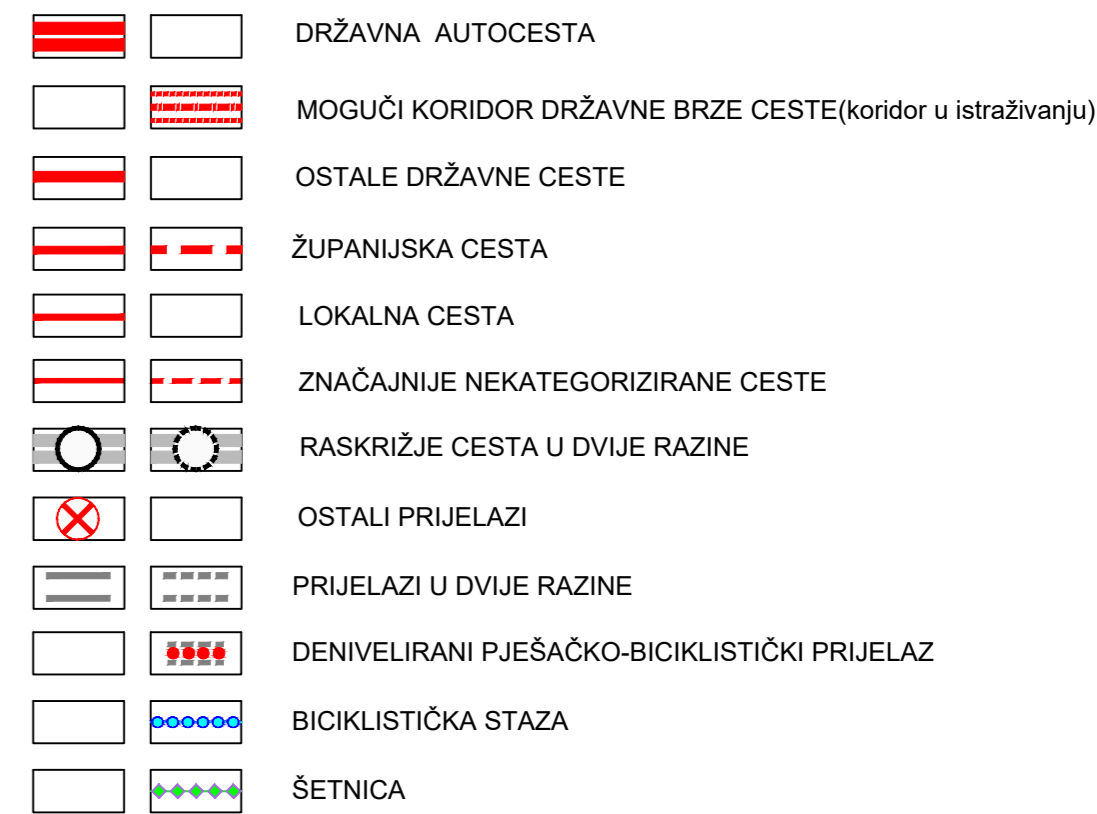 DRŽAVNA AUTOCESTA
MOGUČI KORIDOR DRŽAVNE BRZE CESTE(koridor u istraživanju)
OSTALE DRŽAVNE CESTE
ŽUPANIJSKA CESTA
LOKALNA CESTA
ZNAČAJNIJE NEKATEGORIZIRANE CESTE
RASKRIŽJE CESTA U DVIJE RAZINE
OSTALI PRIJELAZI
PRIJELAZI U DVIJE RAZINE
DENIVELIRANI PJEŠAČKO-BICIKLISTIČKI PRIJELAZ
BICIKLISTIČKA STAZA
ŠETNICA